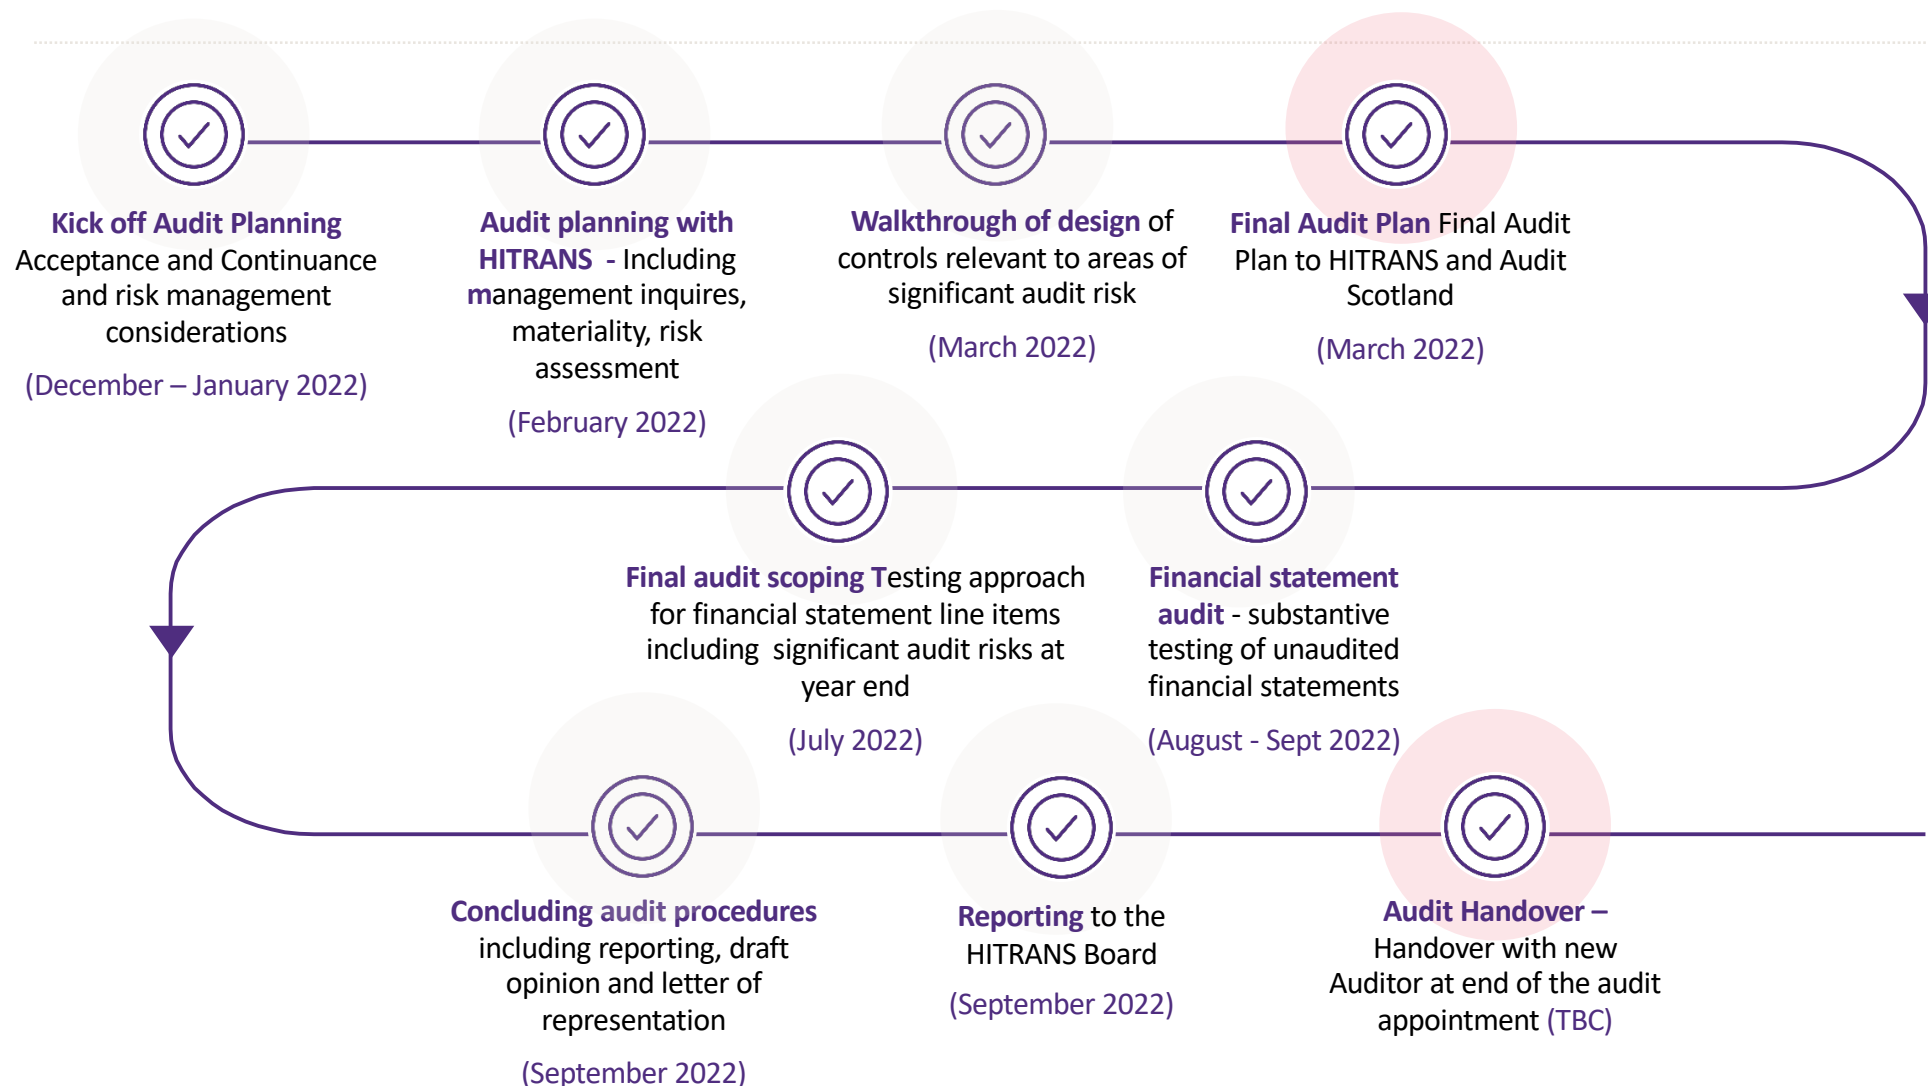 Kick off Audit Planning
Acceptance and Continuance
and risk management
considerations
(December – January 2022)
Audit planning with
HITRANS - Including
management inquires,
materiality, risk
assessment
(February 2022)
Walkthrough of design of
controls relevant to areas of
significant audit risk
(March 2022)
Final Audit Plan Final Audit
Plan to HITRANS and Audit
Scotland
(March 2022)
Final audit scoping Testing approach
for financial statement line items
including significant audit risks at
year end
(July 2022)
Financial statement
audit - substantive
testing of unaudited
financial statements
(August - Sept 2022)
Concluding audit procedures
including reporting, draft
opinion and letter of
representation
(September 2022)
Reporting to the
HITRANS Board
(September 2022)
Audit Handover –
Handover with new
Auditor at end of the audit
appointment (TBC)